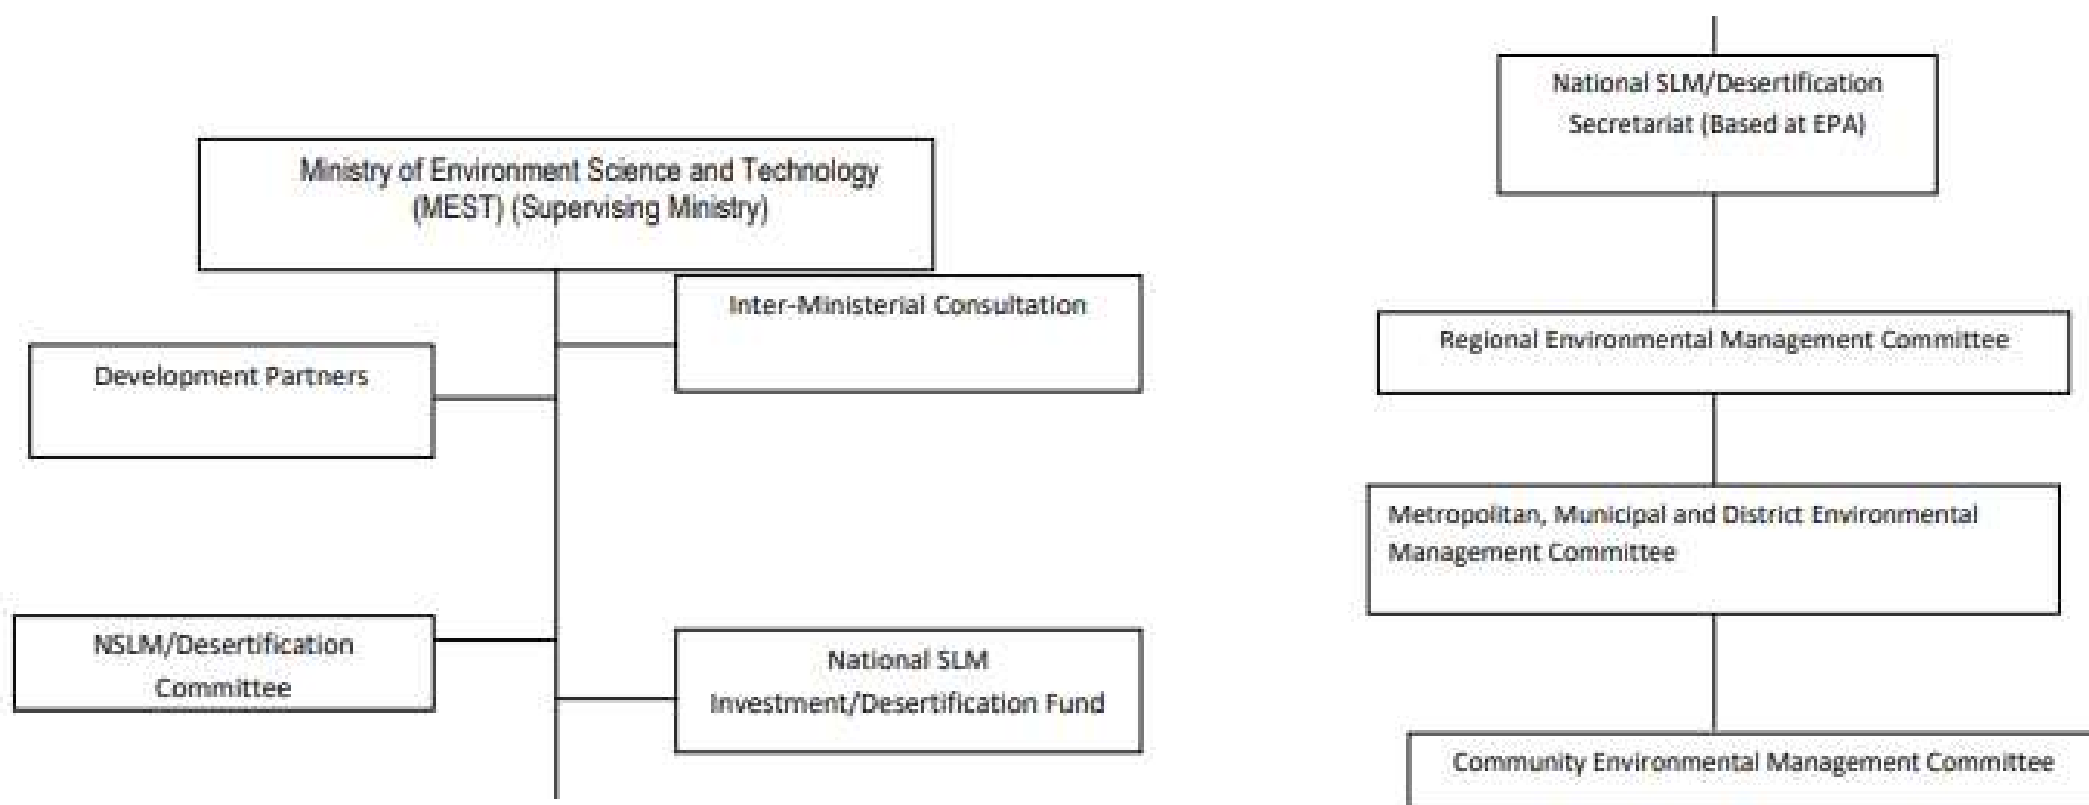 Ministry of Environment Science and Technology
(MEST) (Supervising Ministry)
Inter-Ministerial Consultation
Development Partners
NSLM/Desertification
Committee
National SLM
Investment/Desertification Fund
National SLM/Desertification
Secretariat (Based at EPA)
Regional Environmental Management Committee
Metropolitan, Municipal and District Environmental
Management Committee
Community Environmental Management Committee